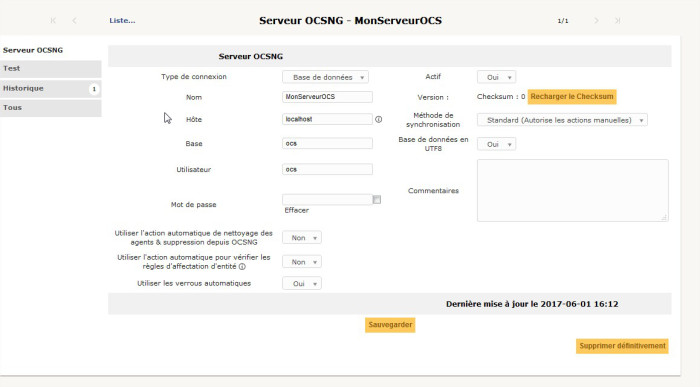 Liste...
Serveur OCSNG - MonServeurOCS
1/1
Serveur OCSNG
Test
Historique 1
Tous
Serveur OCSNG
Type de connexion Base de données Actif Oui
Nom MonServeurOCS Version : Checksum : 0 Recharger le Checksum
Hôte localhost Méthode de
synchronisation Standard (Autorise les actions manuelles)
Base ocs Base de données en
UTF8 Oui
Utilisateur ocs
Commentaires
Mot de passe
Effacer
Utiliser l'action automatique de nettoyage des
agents & suppression depuis OCSNG Non
Utiliser l'action automatique pour vérifier les
règles d'affectation d'entité Non
Utiliser les verrous automatiques Oui
Dernière mise à jour le 2017-06-01 16:12
Sauvegarder
Supprimer définitivement